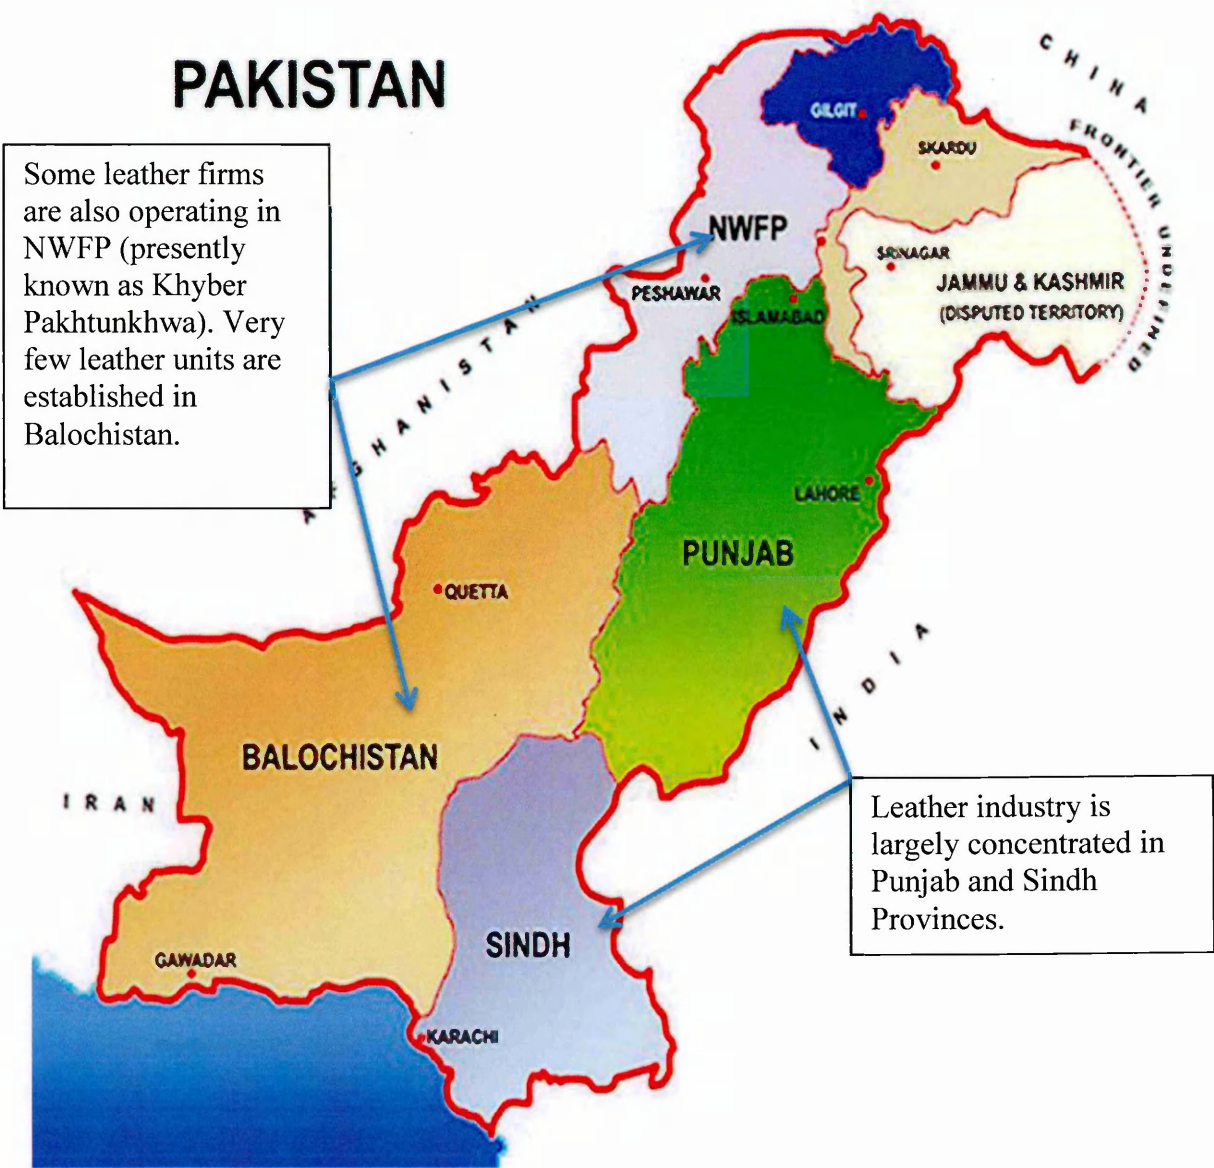 PAKISTAN
CHINA
FRONTIER UNDEFINED
GILGIT
SKARDU
Some leather firms
are also operating in
NWFP (presently
known as Khyber
Pakhtunkhwa). Very
few leather units are
established in
Balochistan.
NWFP
SRINAGAR
JAMMU & KASHMIR
(DISPUTED TERRITORY)
PESHAWAR
ISLAMABAD
LAHORE
PUNJAB
QUETTA
INDIA
BALOCHISTAN
IRAN
Leather industry is
largely concentrated in
Punjab and Sindh
Provinces.
SINDH
GAWADAR
KARACHI